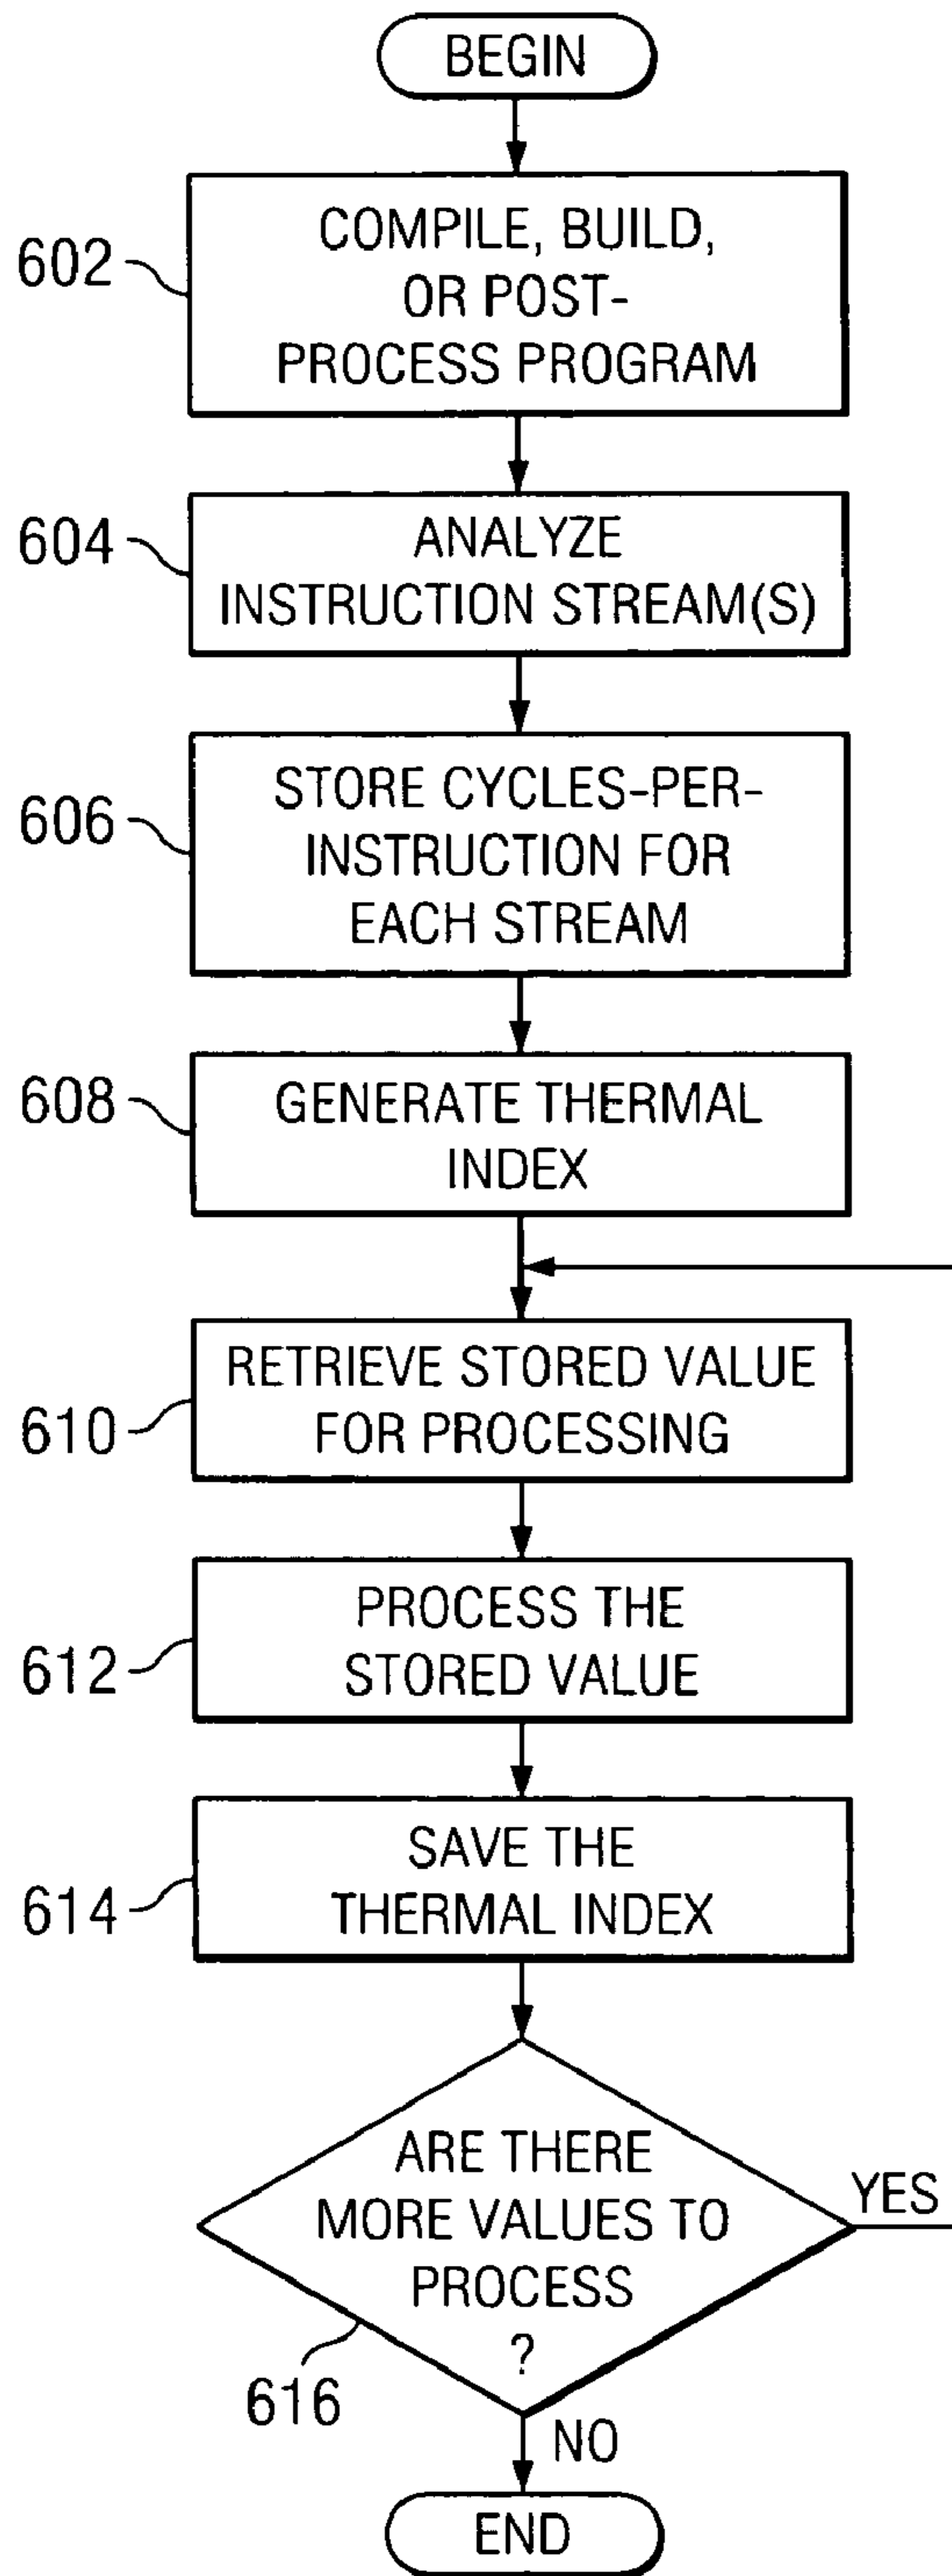 BEGIN
602
COMPILE, BUILD,
OR POST-
PROCESS PROGRAM
604
ANALYZE
INSTRUCTION STREAM(S)
606
STORE CYCLES-PER-
INSTRUCTION FOR
EACH STREAM
608
GENERATE THERMAL
INDEX
610
RETRIEVE STORED VALUE
FOR PROCESSING
612
PROCESS THE
STORED VALUE
614
SAVE THE
THERMAL INDEX
616
ARE THERE
MORE VALUES TO
PROCESS
?
YES
NO
END